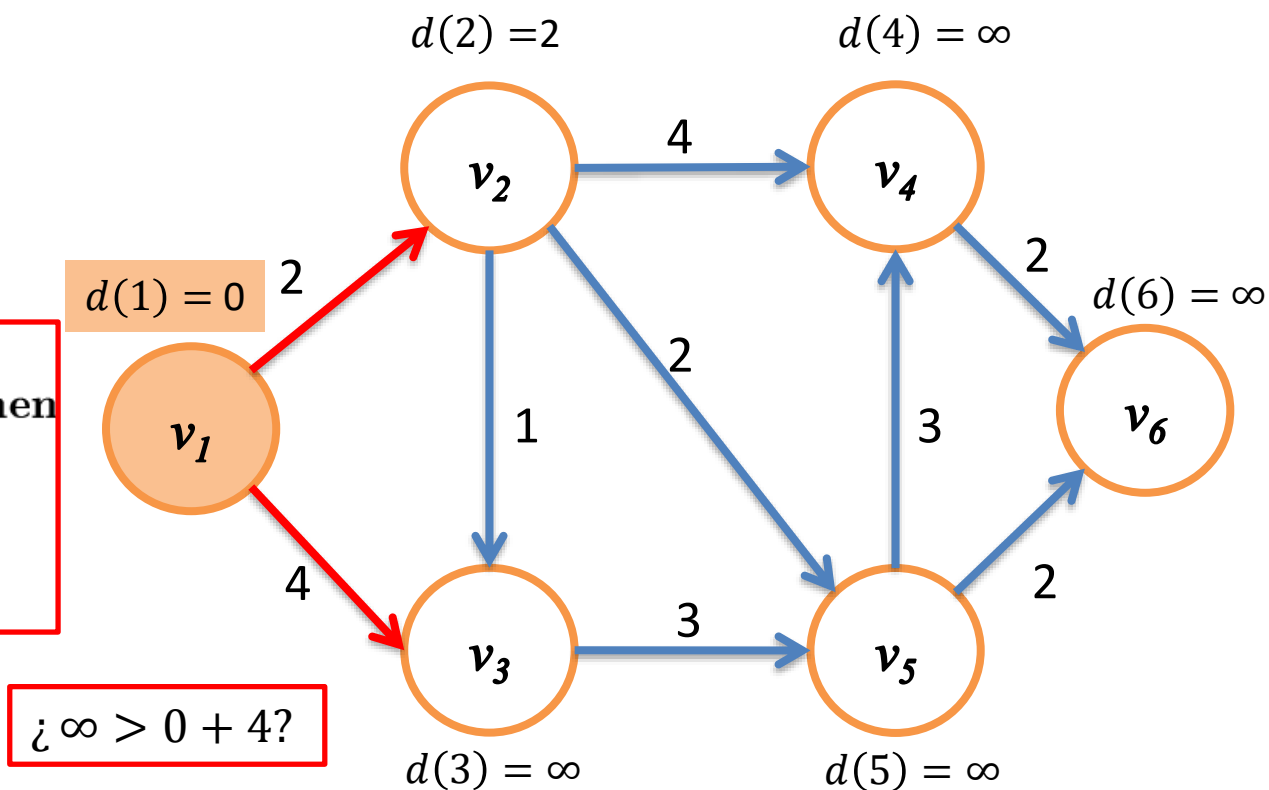 d(2) =2
d(4) = ∞
4
v2
v4
2
2
d(1) = 0
d(6) = ∞
2
v1
1
3
v6
4
2
3
v3
v5
¿ ∞ > 0 + 4?
d(3) = ∞
d(5) = ∞